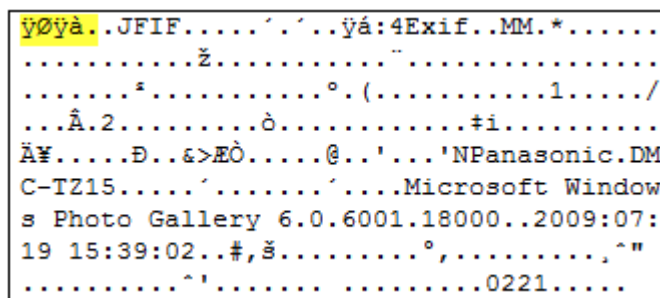 ÿØÿà..JFIF.....´.´..ÿá:4Exif..MM.*......
...........ž...........¨................
.......ª...........º.(...........1...../
...Â.2.........ò............‡i..........
Ä¥.....Ð..&>ÆÒ.....@..'...'NPanasonic.DM
C-TZ15.....´.......´....Microsoft Window
s Photo Gallery 6.0.6001.18000..2009:07:
19 15:39:02..#,š.........º,.........¸ˆ"
..........ˆ'....... .........0221.....